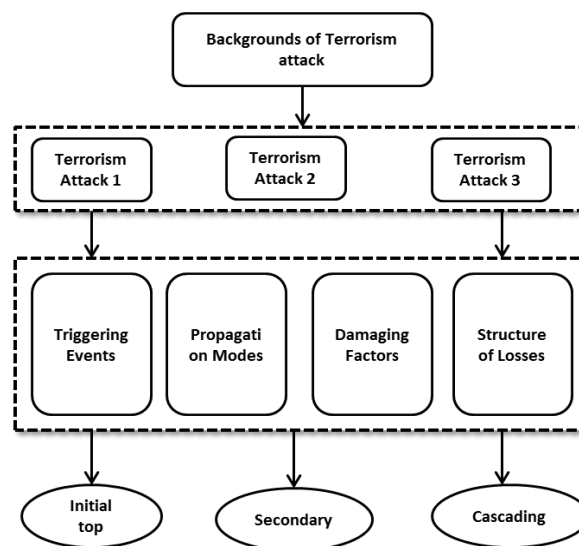 Backgrounds of Terrorism
attack
Terrorism
Attack 1
Terrorism
Attack 2
Terrorism
Attack 3
Triggering
Events
Propagati
on Modes
Damaging
Factors
Structure
of Losses
Initial
top
Secondary
Cascading